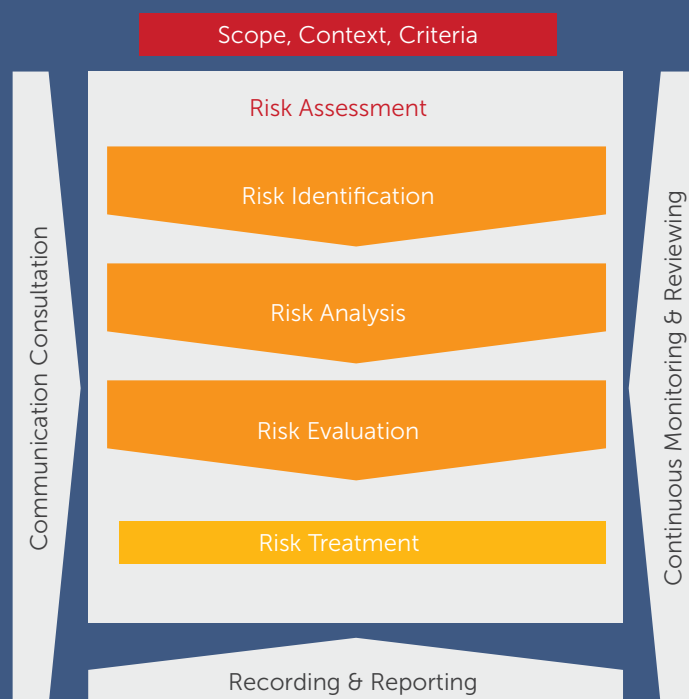 Scope, Context, Criteria
Risk Assessment
Risk Identification
Risk Analysis
Risk Evaluation
Risk Treatment
Communication Consultation
Continuous Monitoring & Reviewing
Recording & Reporting